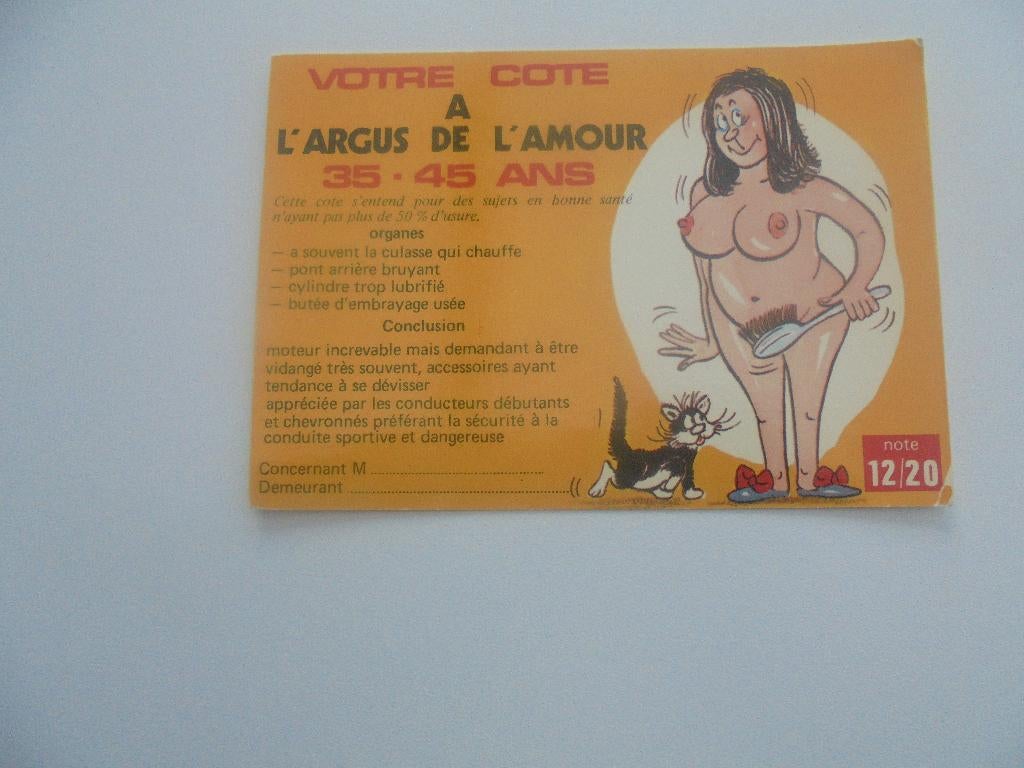 VOTRE COTE
A
L'ARGUS DE L'AMOUR
35 · 45 ANS
Cette cote s'entend pour des sujets en bonne santé
n'ayant pas plus de 50 % d'usure.
organes
— a souvent la culasse qui chauffe
— pont arrière bruyant
— cylindre trop lubrifié
— butée d'embrayage usée
Conclusion
moteur increvable mais demandant à être
vidangé très souvent, accessoires ayant
tendance à se dévisser
appréciée par les conducteurs débutants
et chevronnés préférant la sécurité à la
conduite sportive et dangereuse
Concernant M
Demeurant
note
12/20